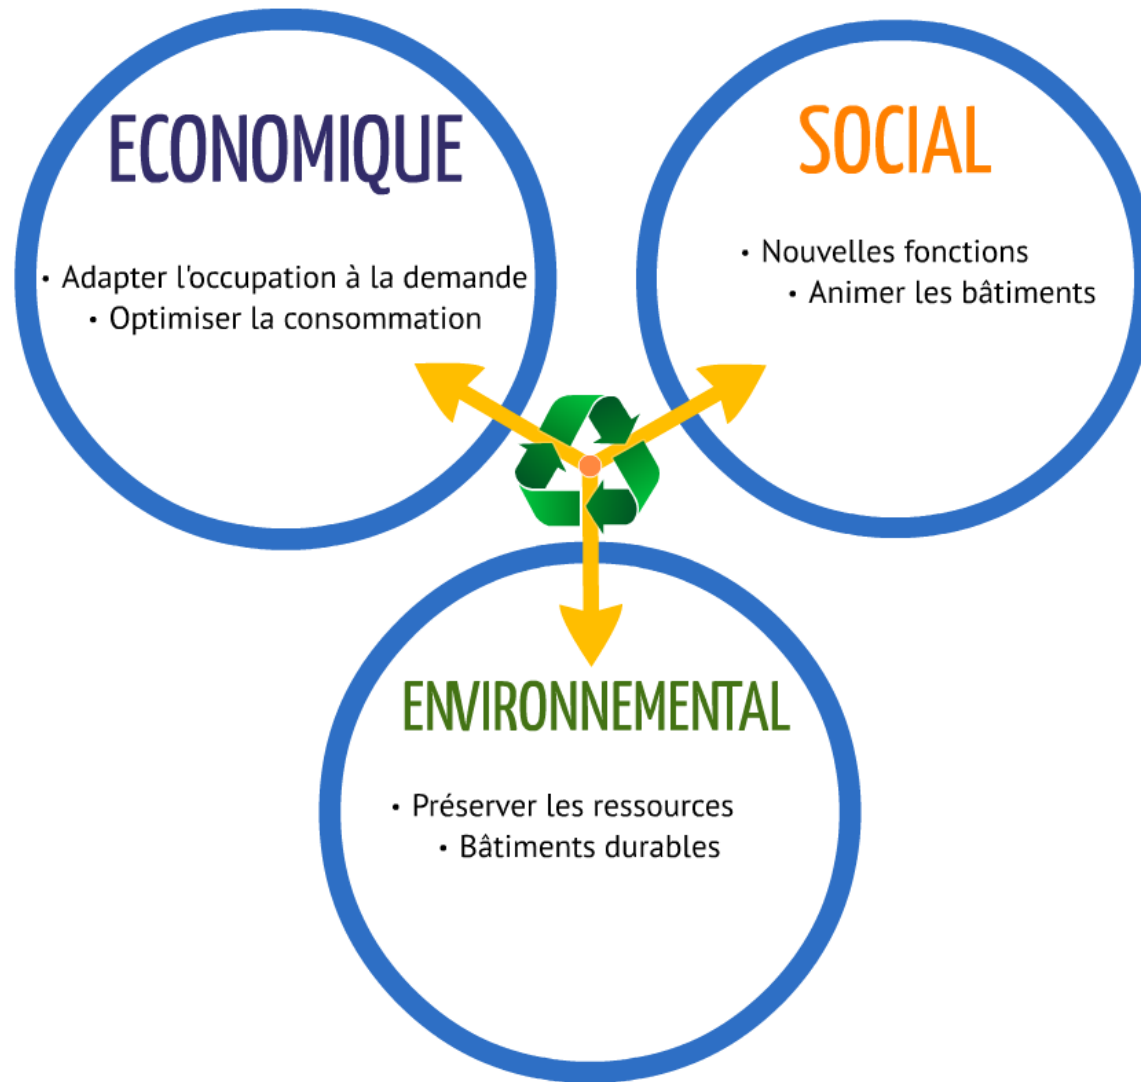 ECONOMIQUE
• Adapter l'occupation à la demande
• Optimiser la consommation
SOCIAL
• Nouvelles fonctions
• Animer les bâtiments
ENVIRONNEMENTAL
• Préserver les ressources
• Bâtiments durables